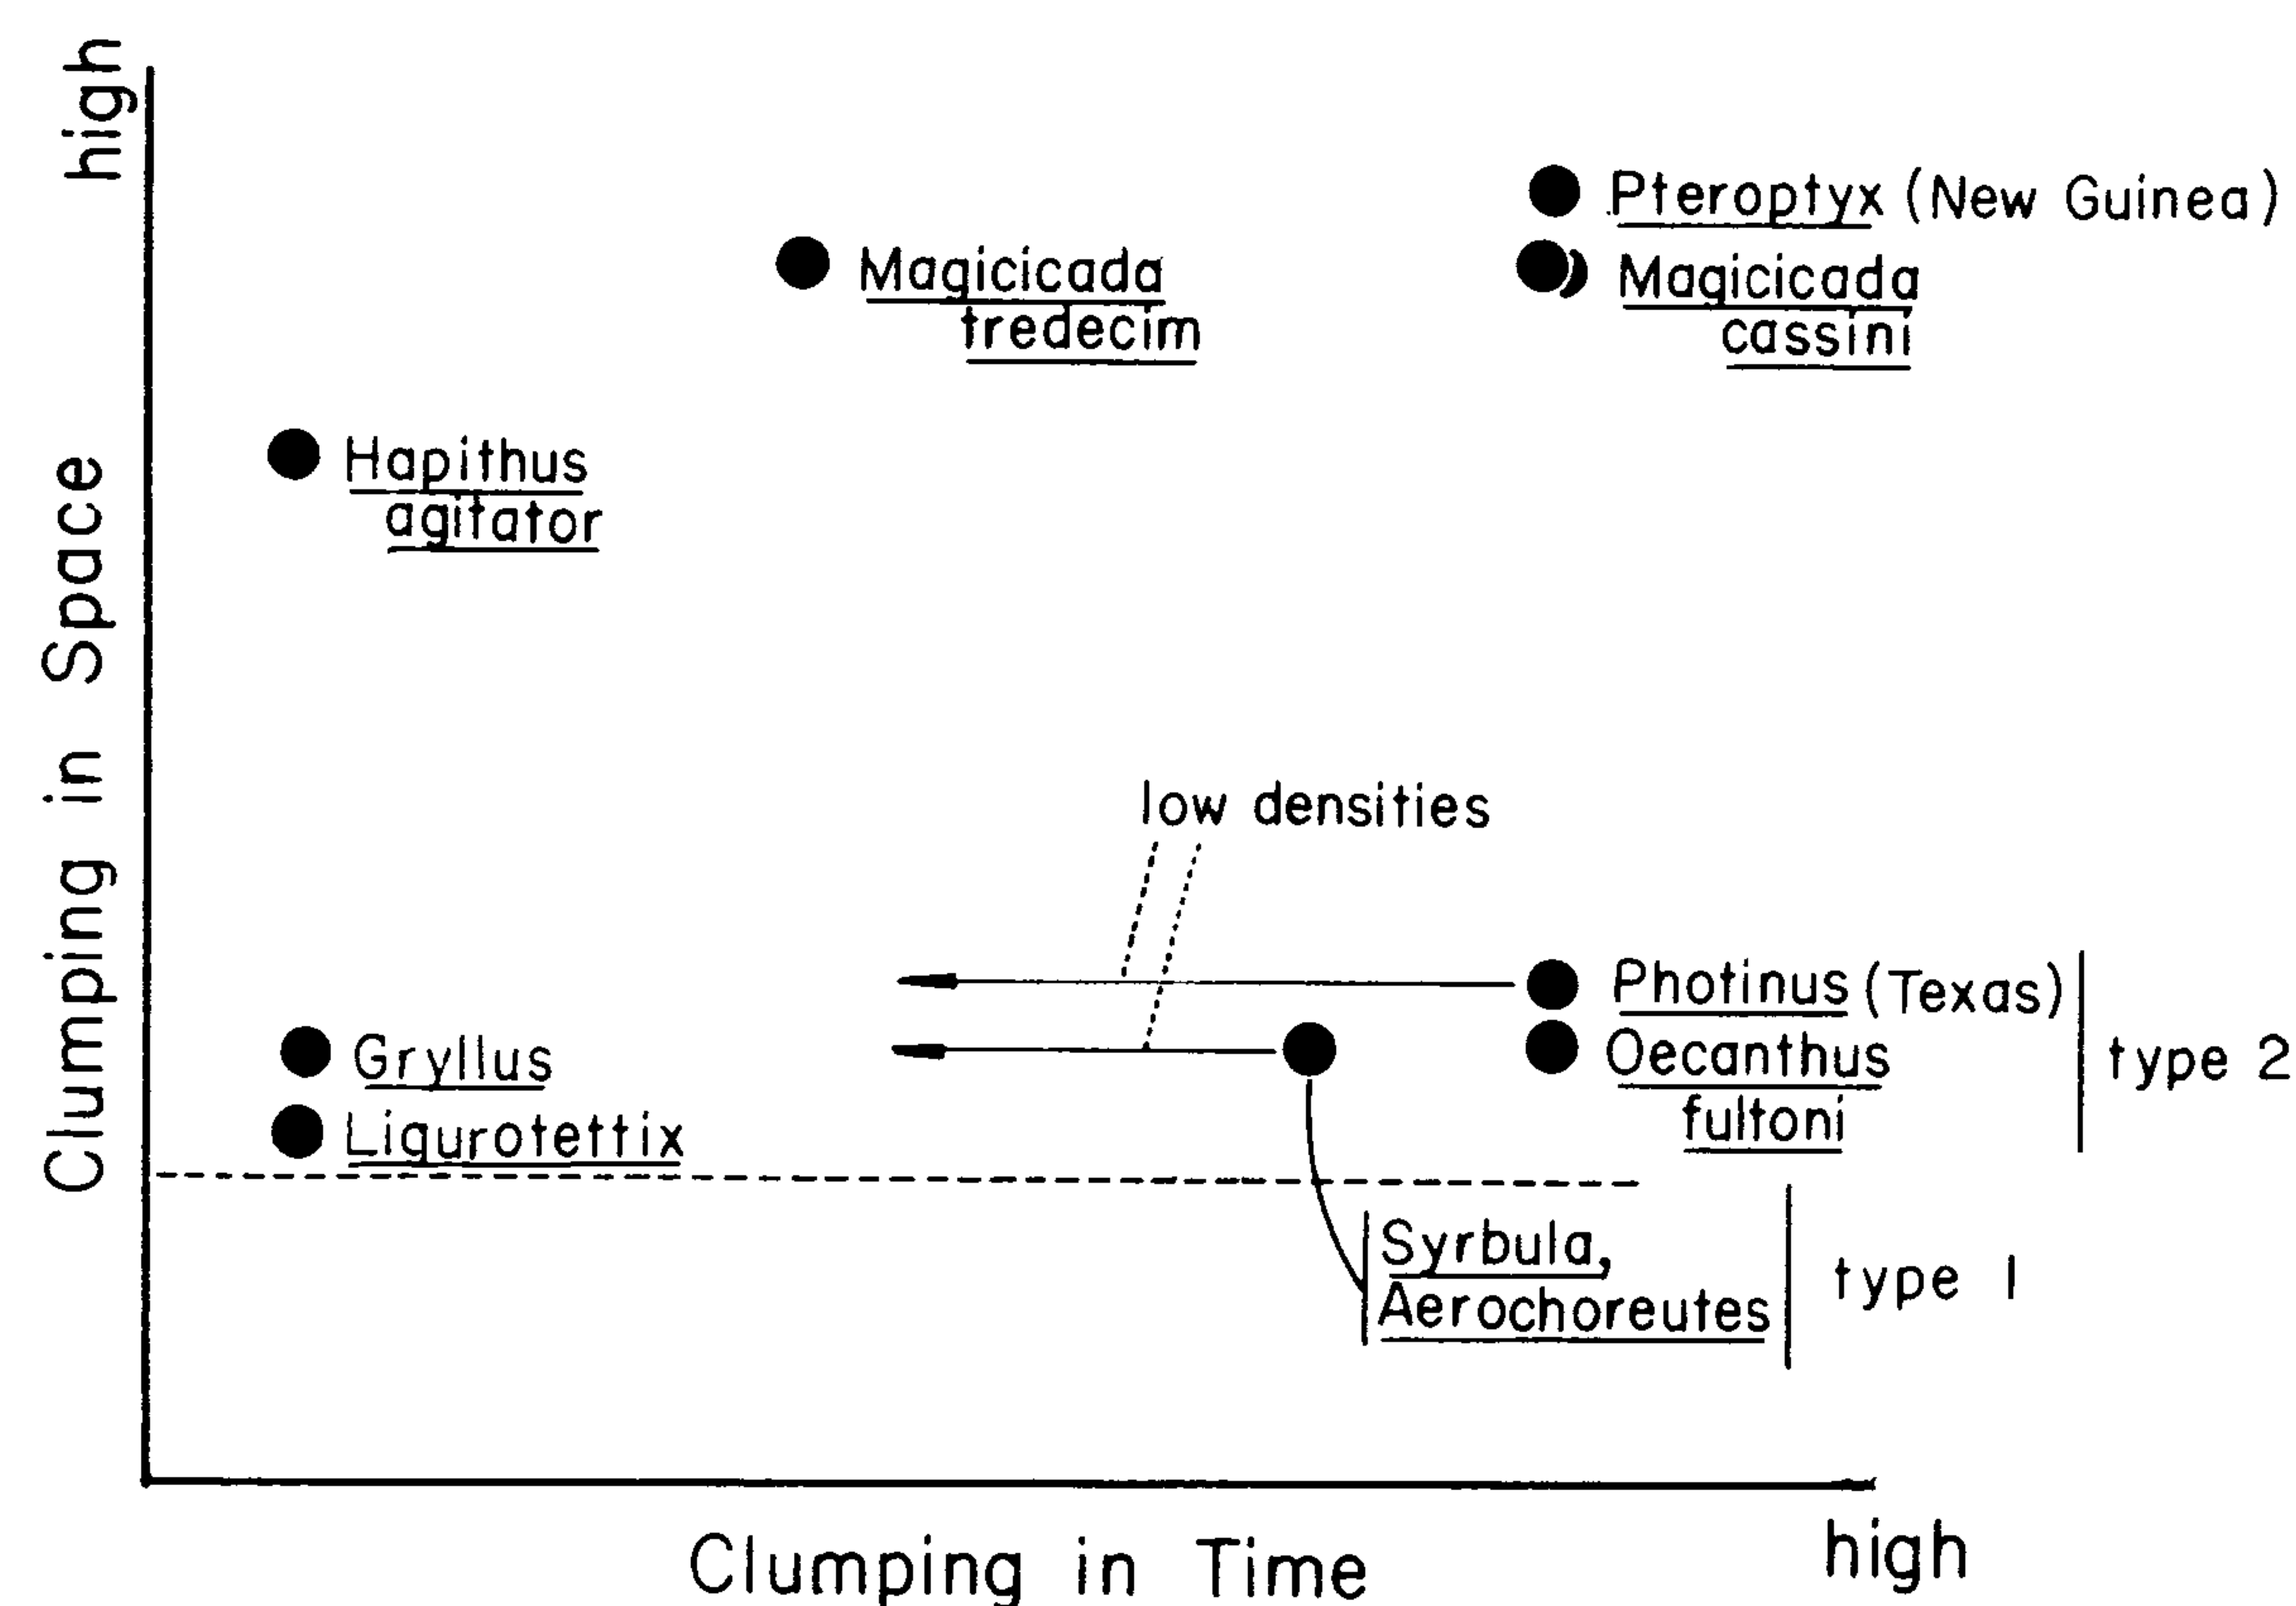 high
Clumping in Space
Pteroptyx (New Guinea)
Magicicada
cassini
Magicicada
tredecim
Hapithus
agitator
low densities
Photinus (Texas)
Oecanthus
fultoni
type 2
Gryllus
Ligurotettix
Syrbula,
Aerochoreutes
type 1
Clumping in Time
high